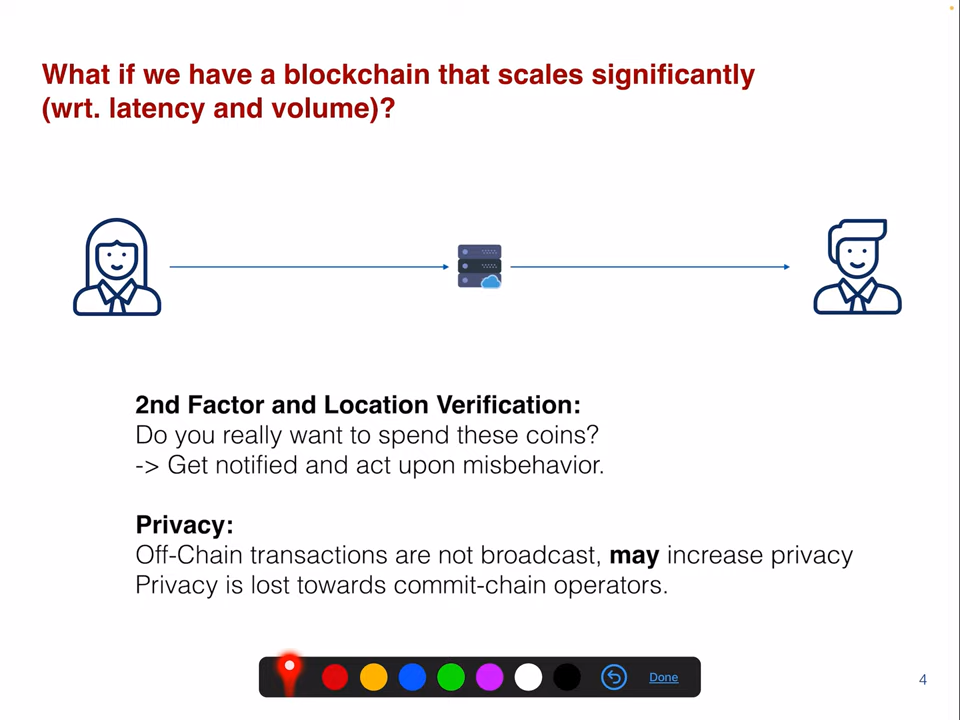 What if we have a blockchain that scales significantly
(wrt. latency and volume)?
2nd Factor and Location Verification:
Do you really want to spend these coins?
-> Get notified and act upon misbehavior.
Privacy:
Off-Chain transactions are not broadcast, may increase privacy
Privacy is lost towards commit-chain operators.
Done
4